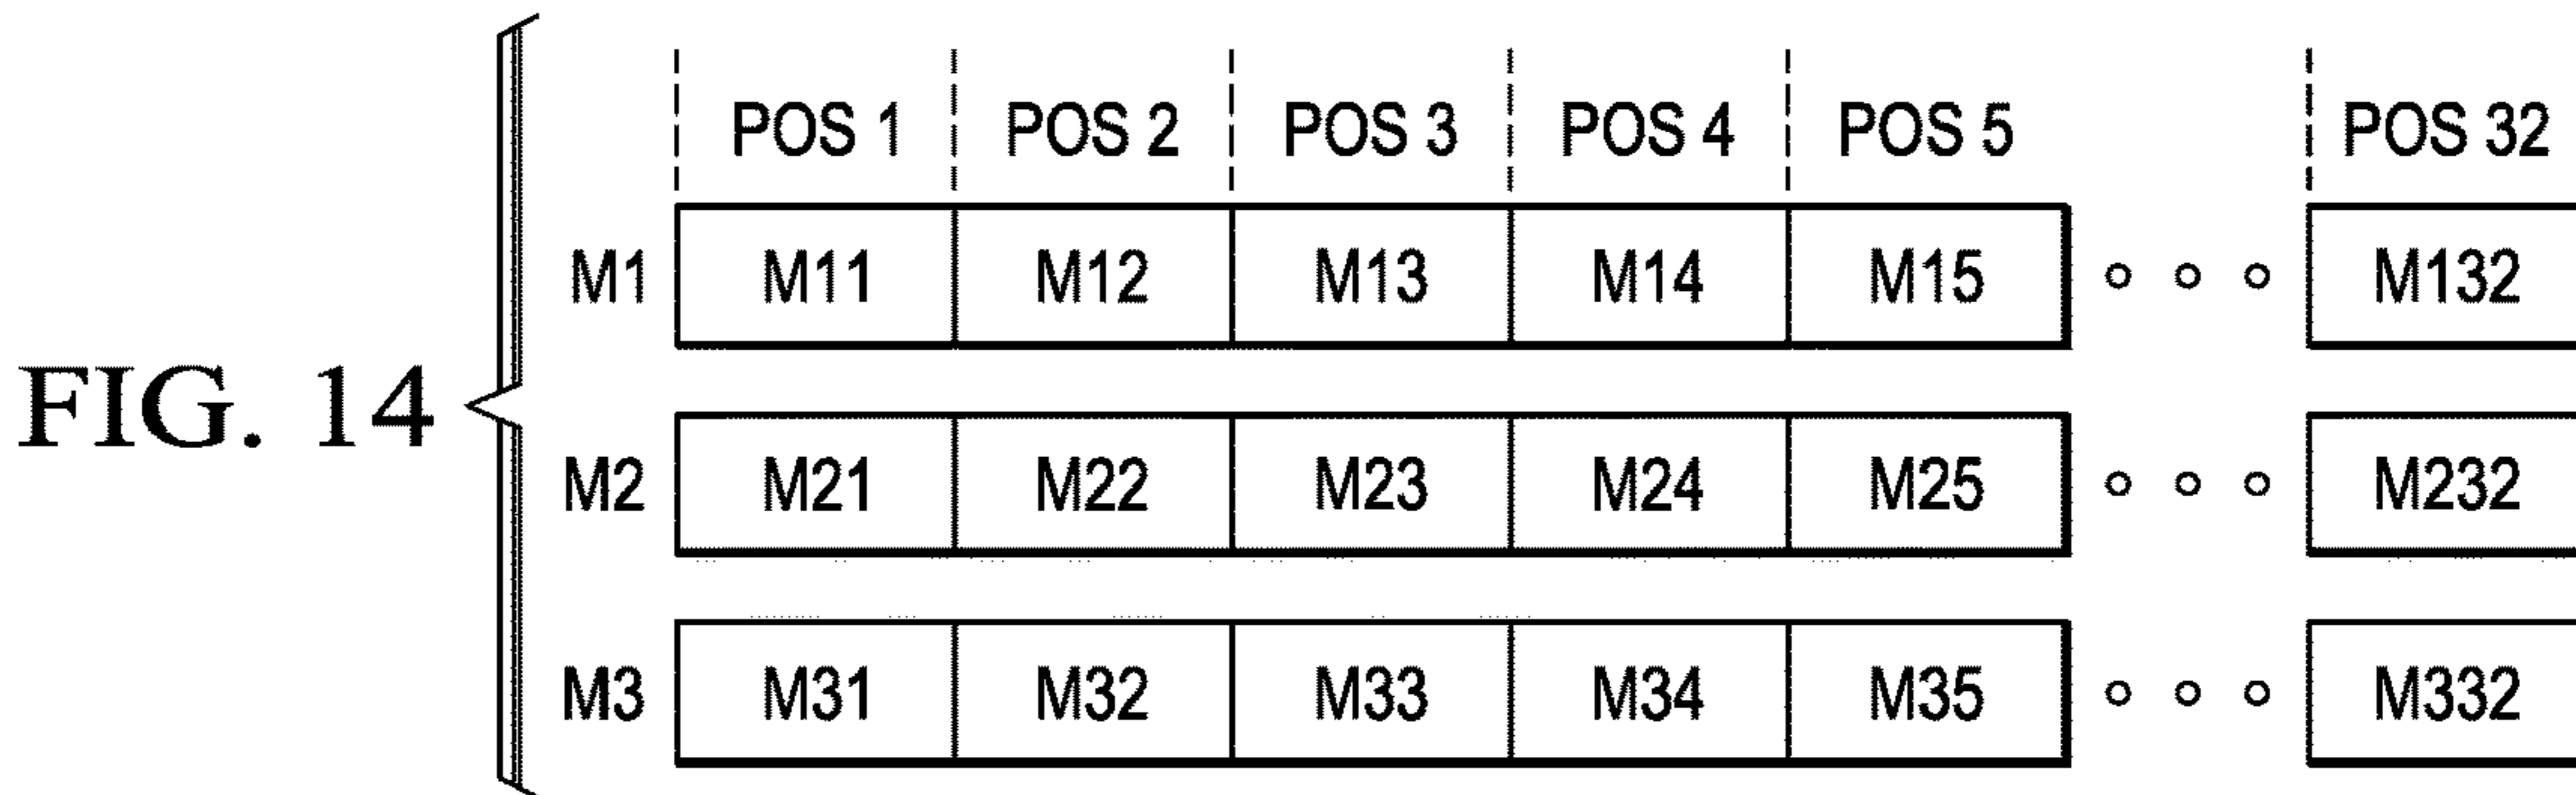 POS 1 POS 2 POS 3 POS 4 POS 5 POS 32
M1 M11 M12 M13 M14 M15 M132
FIG. 14
M2 M21 M22 M23 M24 M25 M232
M3 M31 M32 M33 M34 M35 M332